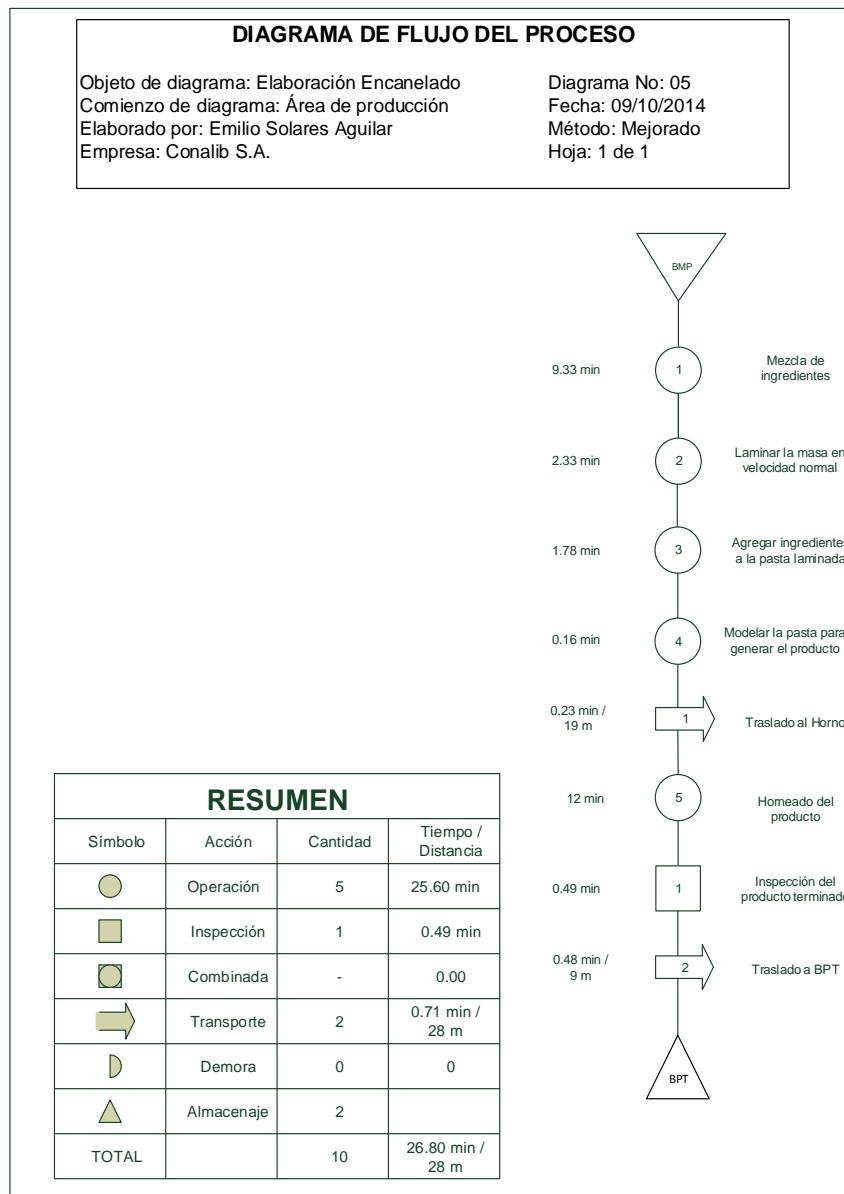 DIAGRAMA DE FLUJO DEL PROCESO
Objeto de diagrama: Elaboración Encanelado
Comienzo de diagrama: Área de producción
Elaborado por: Emilio Solares Aguilar
Empresa: Conalib S.A.
Diagrama No: 05
Fecha: 09/10/2014
Método: Mejorado
Hoja: 1 de 1
BMP
9.33 min
1
Mezcla de
ingredientes
2.33 min
2
Laminar la masa en
velocidad normal
1.78 min
3
Agregar ingredientes
a la pasta laminada
0.16 min
4
Modelar la pasta para
generar el producto
0.23 min /
19 m
1
Traslado al Horno
12 min
5
Horneado del
producto
0.49 min
1
Inspección del
producto terminado
0.48 min /
9 m
2
Traslado a BPT
BPT
RESUMEN
Símbolo Acción Cantidad Tiempo /
Distancia
Operación 5 25.60 min
Inspección 1 0.49 min
Combinada - 0.00
Transporte 2 0.71 min /
28 m
Demora 0 0
Almacenaje 2
TOTAL 10 26.80 min /
28 m